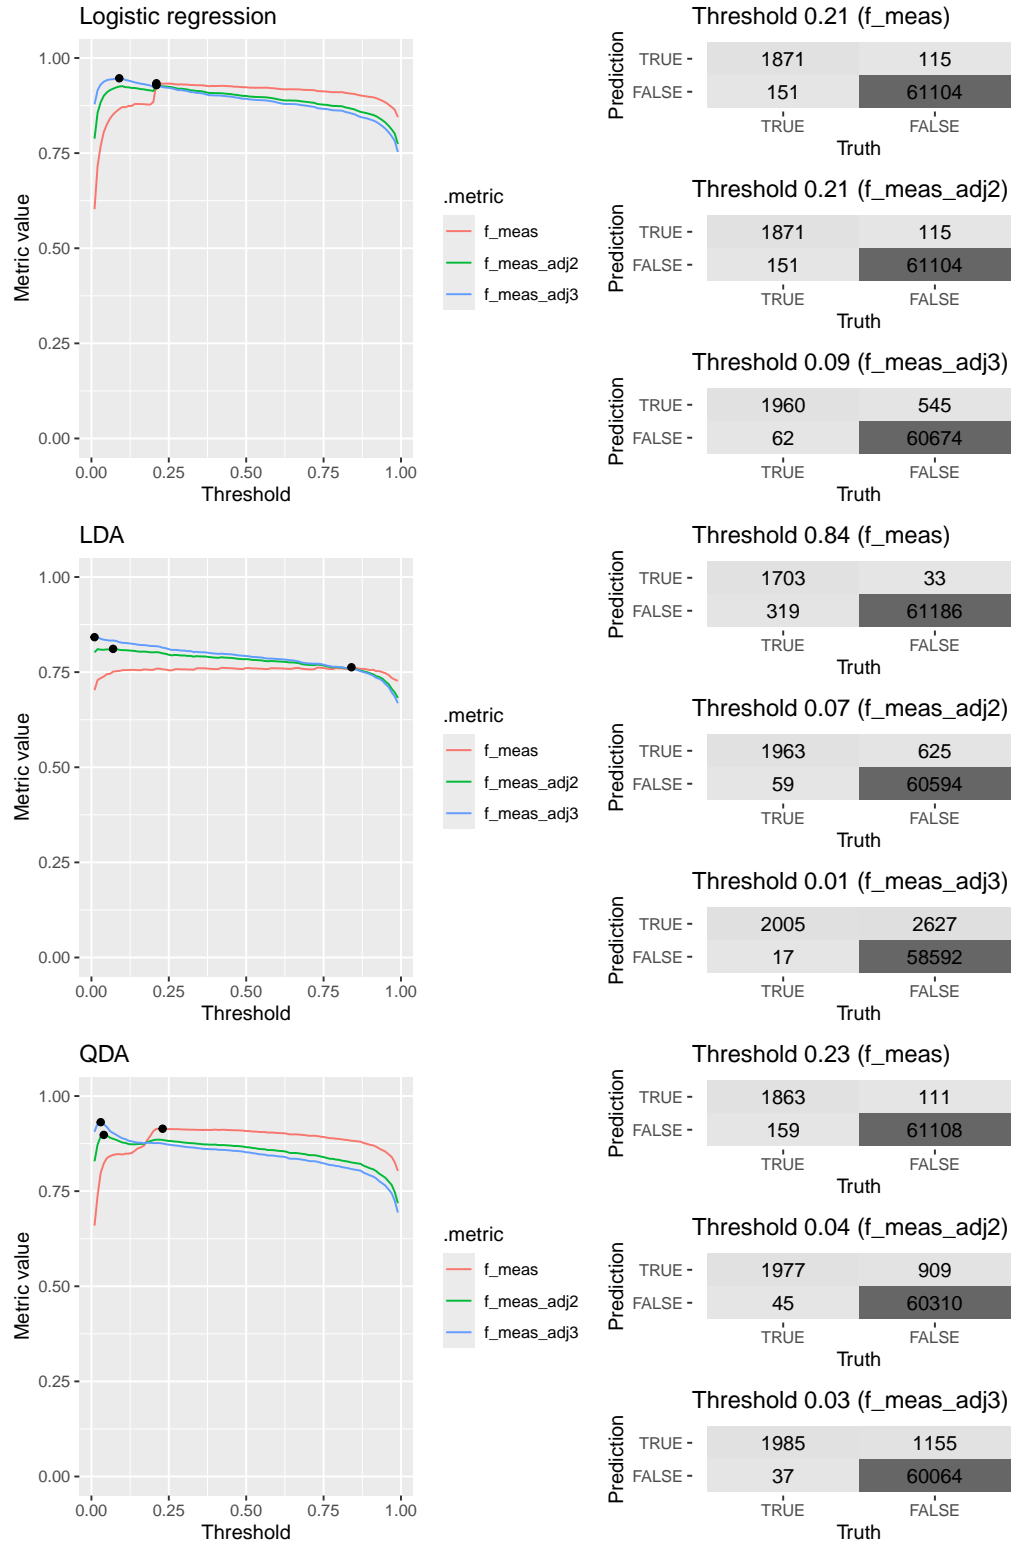 Logistic regression
1.00
0.75
0.50
0.25
0.00
0.00 0.25 0.50 0.75 1.00
Threshold
Metric value
.metric
f_meas
f_meas_adj2
f_meas_adj3
Threshold 0.21 (f_meas)
Prediction
TRUE 1871 115
FALSE 151 61104
TRUE FALSE
Truth
Threshold 0.21 (f_meas_adj2)
Prediction
TRUE 1871 115
FALSE 151 61104
TRUE FALSE
Truth
Threshold 0.09 (f_meas_adj3)
Prediction
TRUE 1960 545
FALSE 62 60674
TRUE FALSE
Truth
LDA
1.00
0.75
0.50
0.25
0.00
0.00 0.25 0.50 0.75 1.00
Threshold
Metric value
.metric
f_meas
f_meas_adj2
f_meas_adj3
Threshold 0.84 (f_meas)
Prediction
TRUE 1703 33
FALSE 319 61186
TRUE FALSE
Truth
Threshold 0.07 (f_meas_adj2)
Prediction
TRUE 1963 625
FALSE 59 60594
TRUE FALSE
Truth
Threshold 0.01 (f_meas_adj3)
Prediction
TRUE 2005 2627
FALSE 17 58592
TRUE FALSE
Truth
QDA
1.00
0.75
0.50
0.25
0.00
0.00 0.25 0.50 0.75 1.00
Threshold
Metric value
.metric
f_meas
f_meas_adj2
f_meas_adj3
Threshold 0.23 (f_meas)
Prediction
TRUE 1863 111
FALSE 159 61108
TRUE FALSE
Truth
Threshold 0.04 (f_meas_adj2)
Prediction
TRUE 1977 909
FALSE 45 60310
TRUE FALSE
Truth
Threshold 0.03 (f_meas_adj3)
Prediction
TRUE 1985 1155
FALSE 37 60064
TRUE FALSE
Truth